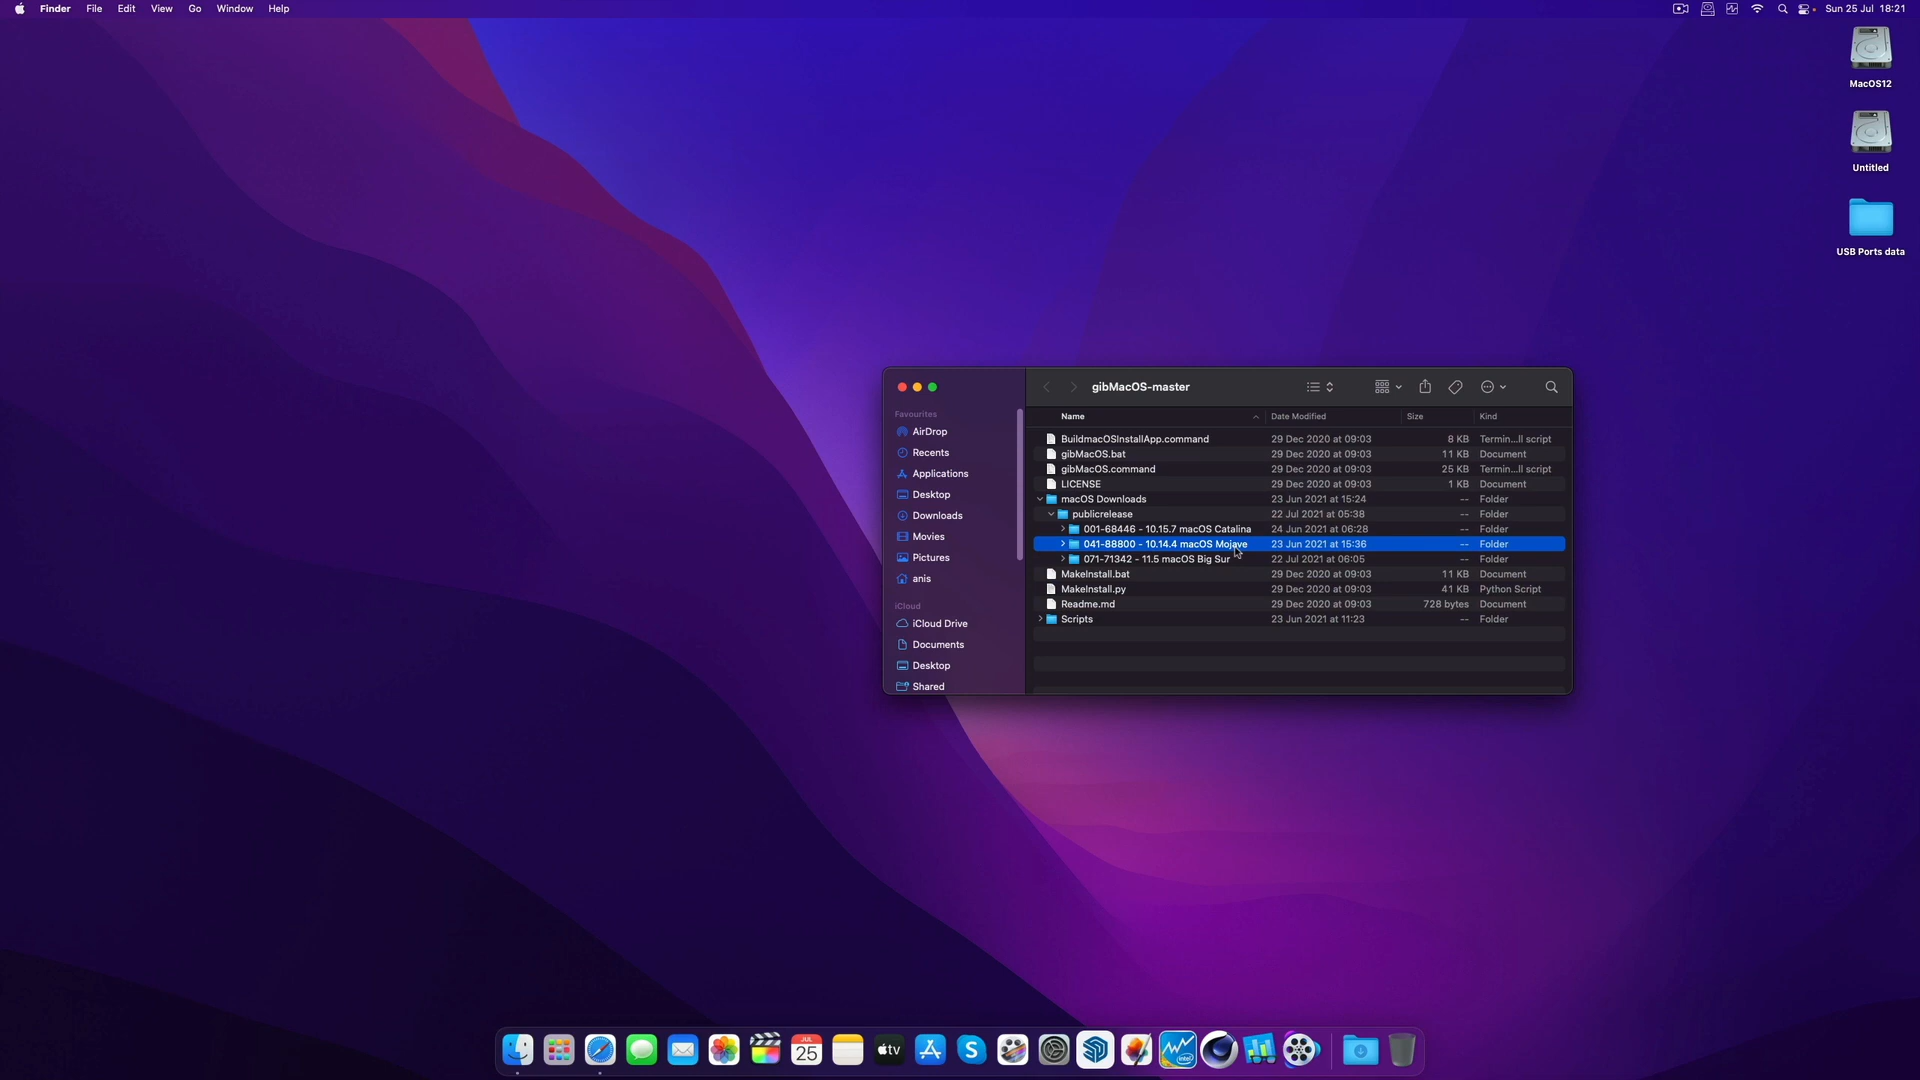 Finder File Edit View Go Window Help Sun 25 Jul 18:21
MacOS12
Untitled
USB Ports data
gibMacOS-master
Favourites
AirDrop
Recents
Applications
Desktop
Downloads
Movies
Pictures
anis
iCloud
iCloud Drive
Documents
Desktop
Shared
Name Date Modified Size Kind
BuildmacOSInstallApp.command 29 Dec 2020 at 09:03 8 KB Termin...ll script
gibMacOS.bat 29 Dec 2020 at 09:03 11 KB Document
gibMacOS.command 29 Dec 2020 at 09:03 25 KB Termin...ll script
LICENSE 29 Dec 2020 at 09:03 1 KB Document
macOS Downloads 23 Jun 2021 at 15:24 -- Folder
publicrelease 22 Jul 2021 at 05:38 -- Folder
001-68446 - 10.15.7 macOS Catalina 24 Jun 2021 at 06:28 -- Folder
041-88800 - 10.14.4 macOS Mojave 23 Jun 2021 at 15:36 -- Folder
071-71342 - 11.5 macOS Big Sur 22 Jul 2021 at 06:05 -- Folder
MakeInstall.bat 29 Dec 2020 at 09:03 11 KB Document
MakeInstall.py 29 Dec 2020 at 09:03 41 KB Python Script
Readme.md 29 Dec 2020 at 09:03 728 bytes Document
Scripts 23 Jun 2021 at 11:23 -- Folder
JUL
25
tv
intel